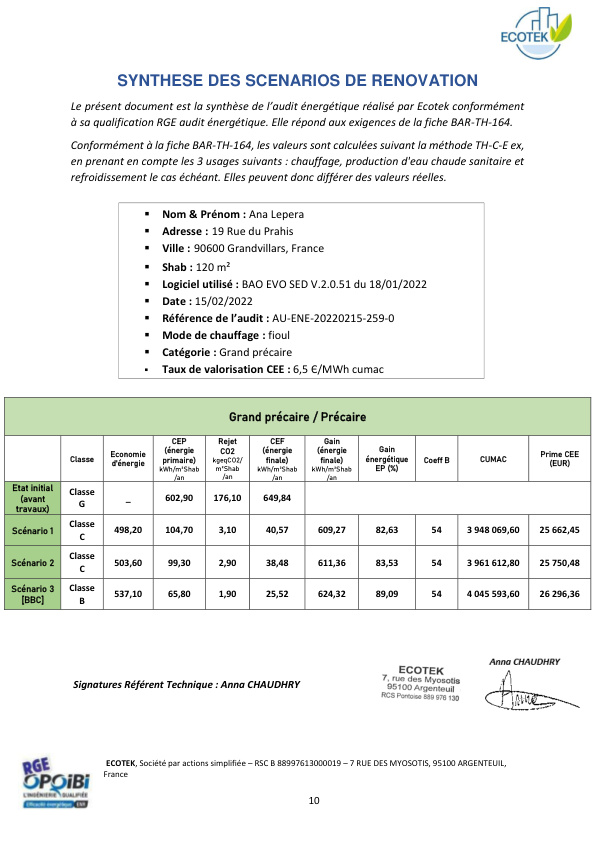 ECOTEK
SYNTHESE DES SCENARIOS DE RENOVATION
Le présent document est la synthèse de l'audit énergétique réalisé par Ecotek conformément
à sa qualification RGE audit énergétique. Elle répond aux exigences de la fiche BAR-TH-164.
Conformément à la fiche BAR-TH-164, les valeurs sont calculées suivant la méthode TH-C-E ex,
en prenant en compte les 3 usages suivants : chauffage, production d'eau chaude sanitaire et
refroidissement le cas échéant. Elles peuvent donc différer des valeurs réelles.
▪ Nom & Prénom : Ana Lepera
▪ Adresse : 19 Rue du Prahis
▪ Ville : 90600 Grandvillars, France
▪ Shab : 120 m²
▪ Logiciel utilisé : BAO EVO SED V.2.0.51 du 18/01/2022
▪ Date : 15/02/2022
▪ Référence de l'audit : AU-ENE-20220215-259-0
▪ Mode de chauffage : fioul
▪ Catégorie : Grand précaire
▪ Taux de valorisation CEE : 6,5 €/MWh cumac
Grand précaire / Précaire
Classe
Economie
d'énergie
CEP
(énergie
primaire)
kWh/m²Shab
/an
Rejet
CO2
kgeqCO2/
m²Shab
/an
CEF
(énergie
finale)
kWh/m²Shab
/an
Gain
(énergie
finale)
kWh/m²Shab
/an
Gain
énergétique
EP (%)
Coeff B
CUMAC
Prime CEE
(EUR)
Etat initial
(avant
travaux)
Classe
G
_
602,90
176,10
649,84
Scénario 1
Classe
C
498,20
104,70
3,10
40,57
609,27
82,63
54
3 948 069,60
25 662,45
Scénario 2
Classe
C
503,60
99,30
2,90
38,48
611,36
83,53
54
3 961 612,80
25 750,48
Scénario 3
[BBC]
Classe
B
537,10
65,80
1,90
25,52
624,32
89,09
54
4 045 593,60
26 296,36
Signatures Référent Technique : Anna CHAUDHRY
ECOTEK
7, rue des Myosotis
95100 Argenteuil
RCS Pontoise 889 976 130
Anna CHAUDHRY
RGE
OPQIBI
L'INGÉNIERIE QUALIFIÉE
Efficacité énergétique ENR
ECOTEK, Société par actions simplifiée – RSC B 88997613000019 – 7 RUE DES MYOSOTIS, 95100 ARGENTEUIL,
France
10